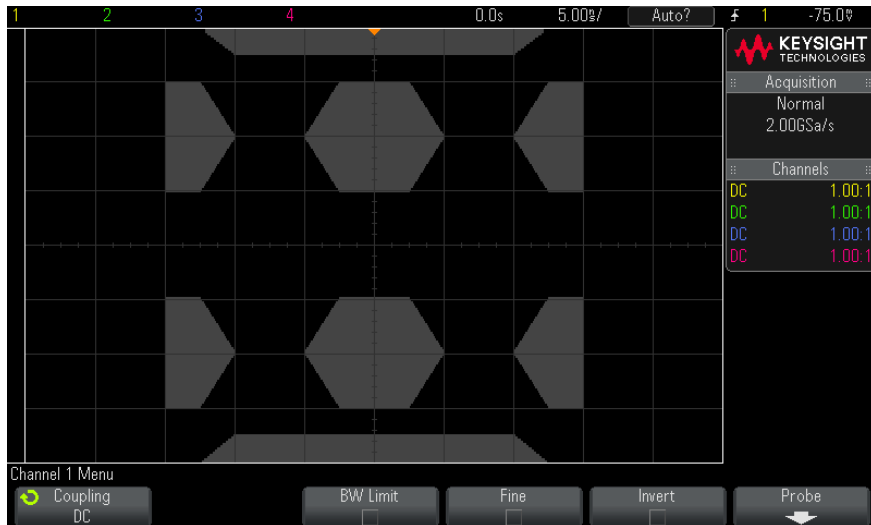 1 2 3 4 0.0s 5.00ns/ Auto? 1 -75.0V
KEYSIGHT
TECHNOLOGIES
Acquisition
Normal
2.00GSa/s
Channels
DC 1.00:1
DC 1.00:1
DC 1.00:1
DC 1.00:1
Channel 1 Menu
Coupling BW Limit Fine Invert Probe
DC